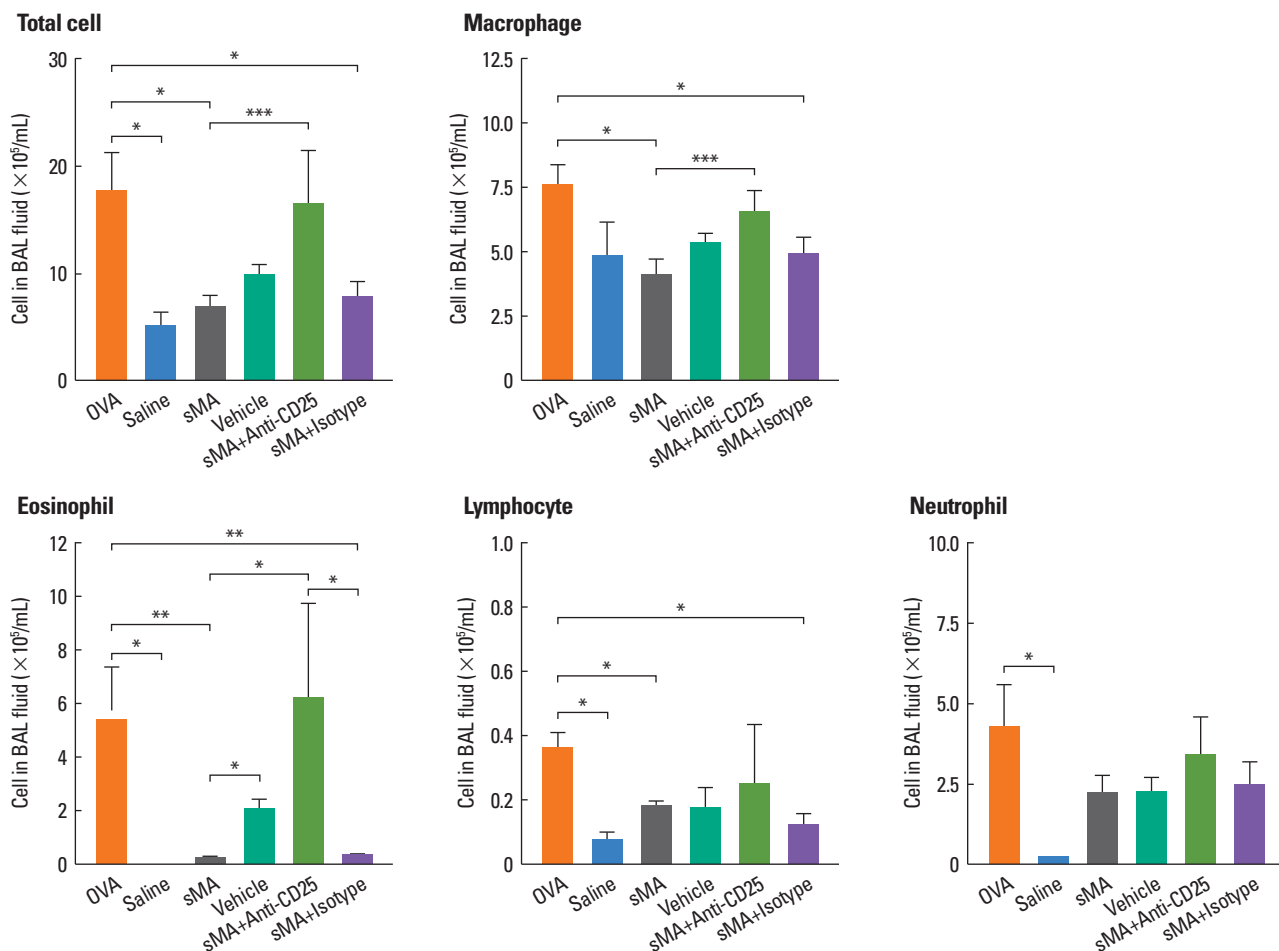 Total cell
Cell in BAL fluid (×10⁵/mL)
30
20
10
0
*
*
***
*
OVA
Saline
sMA
Vehicle
sMA+Anti-CD25
sMA+Isotype
Macrophage
Cell in BAL fluid (×10⁵/mL)
12.5
10.0
7.5
5.0
2.5
0
*
*
***
OVA
Saline
sMA
Vehicle
sMA+Anti-CD25
sMA+Isotype
Eosinophil
Cell in BAL fluid (×10⁵/mL)
12
10
8
6
4
2
0
**
*
*
**
*
*
OVA
Saline
sMA
Vehicle
sMA+Anti-CD25
sMA+Isotype
Lymphocyte
Cell in BAL fluid (×10⁵/mL)
1.0
0.8
0.6
0.4
0.2
0
*
*
*
OVA
Saline
sMA
Vehicle
sMA+Anti-CD25
sMA+Isotype
Neutrophil
Cell in BAL fluid (×10⁵/mL)
10.0
7.5
5.0
2.5
0
*
OVA
Saline
sMA
Vehicle
sMA+Anti-CD25
sMA+Isotype